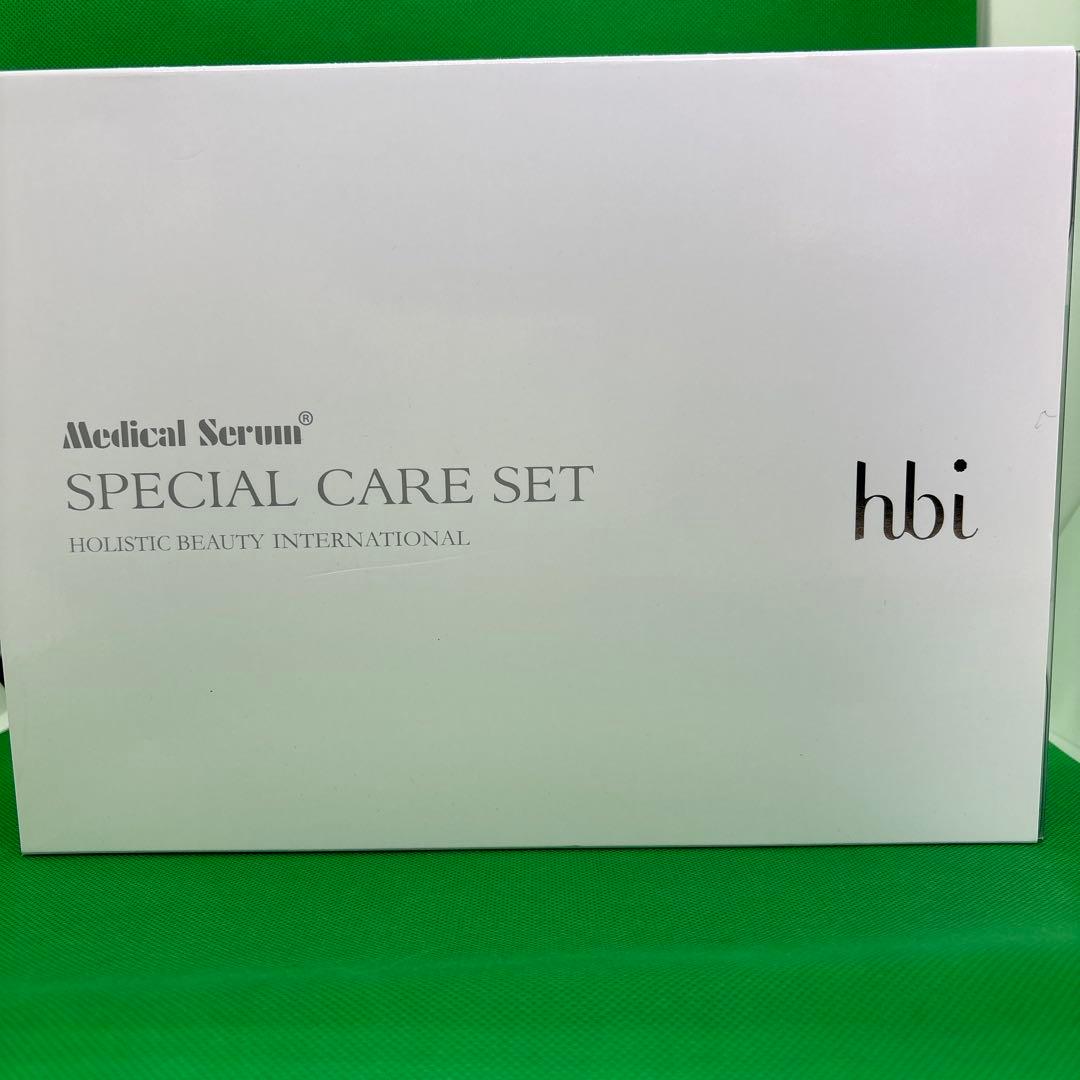 Medical Serum®
SPECIAL CARE SET
HOLISTIC BEAUTY INTERNATIONAL
hbi